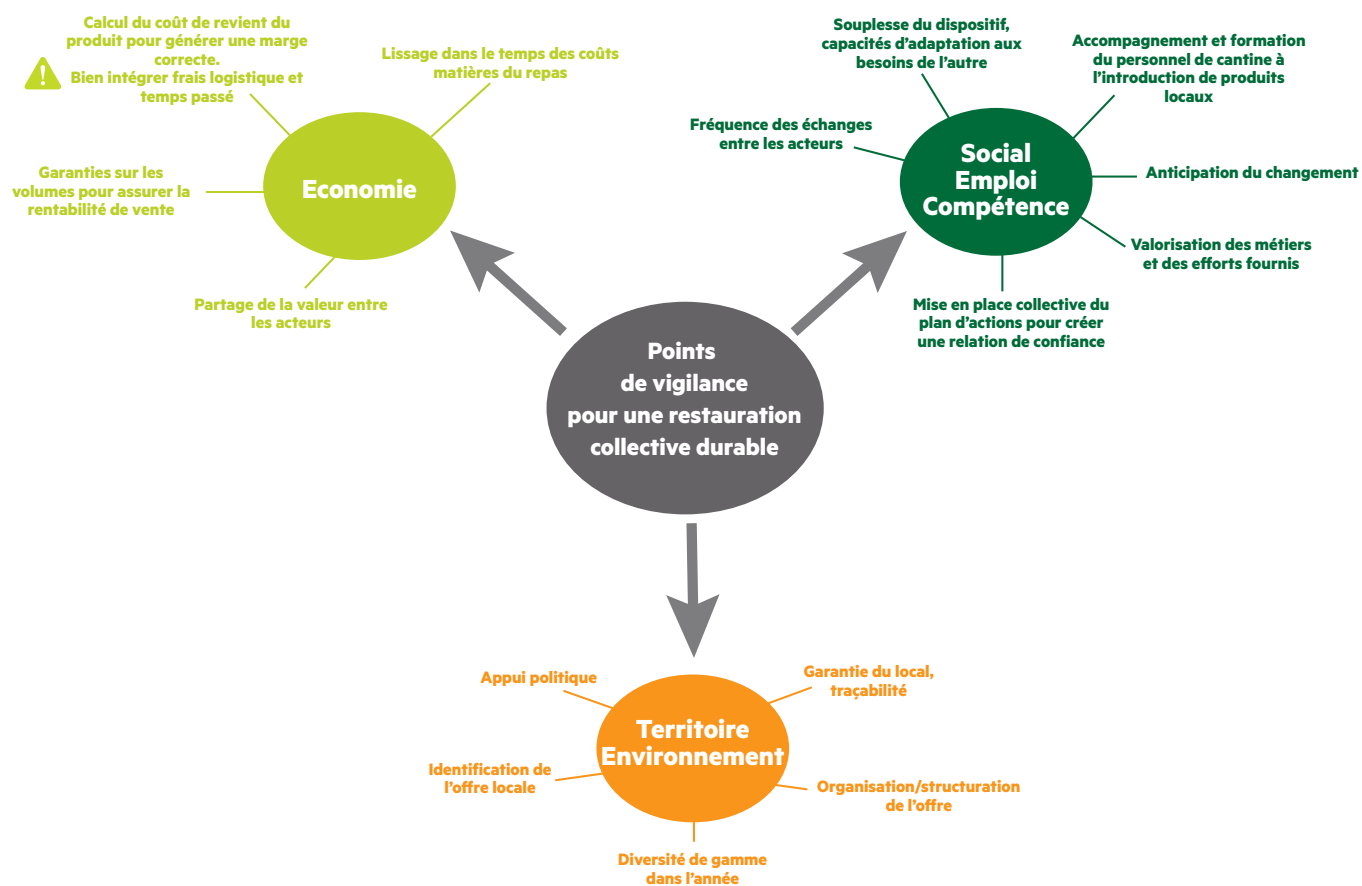 Calcul du coût de revient du
produit pour générer une marge
correcte.
Bien intégrer frais logistique et
temps passé
Lissage dans le temps des coûts
matières du repas
Garanties sur les
volumes pour assurer la
rentabilité de vente
Economie
Partage de la valeur entre
les acteurs
Souplesse du dispositif,
capacités d’adaptation aux
besoins de l’autre
Accompagnement et formation
du personnel de cantine à
l’introduction de produits
locaux
Fréquence des échanges
entre les acteurs
Social
Emploi
Compétence
Anticipation du changement
Valorisation des métiers
et des efforts fournis
Mise en place collective du
plan d’actions pour créer
une relation de confiance
Points
de vigilance
pour une restauration
collective durable
Appui politique
Garantie du local,
traçabilité
Territoire
Environnement
Identification de
l’offre locale
Organisation/structuration
de l’offre
Diversité de gamme
dans l’année